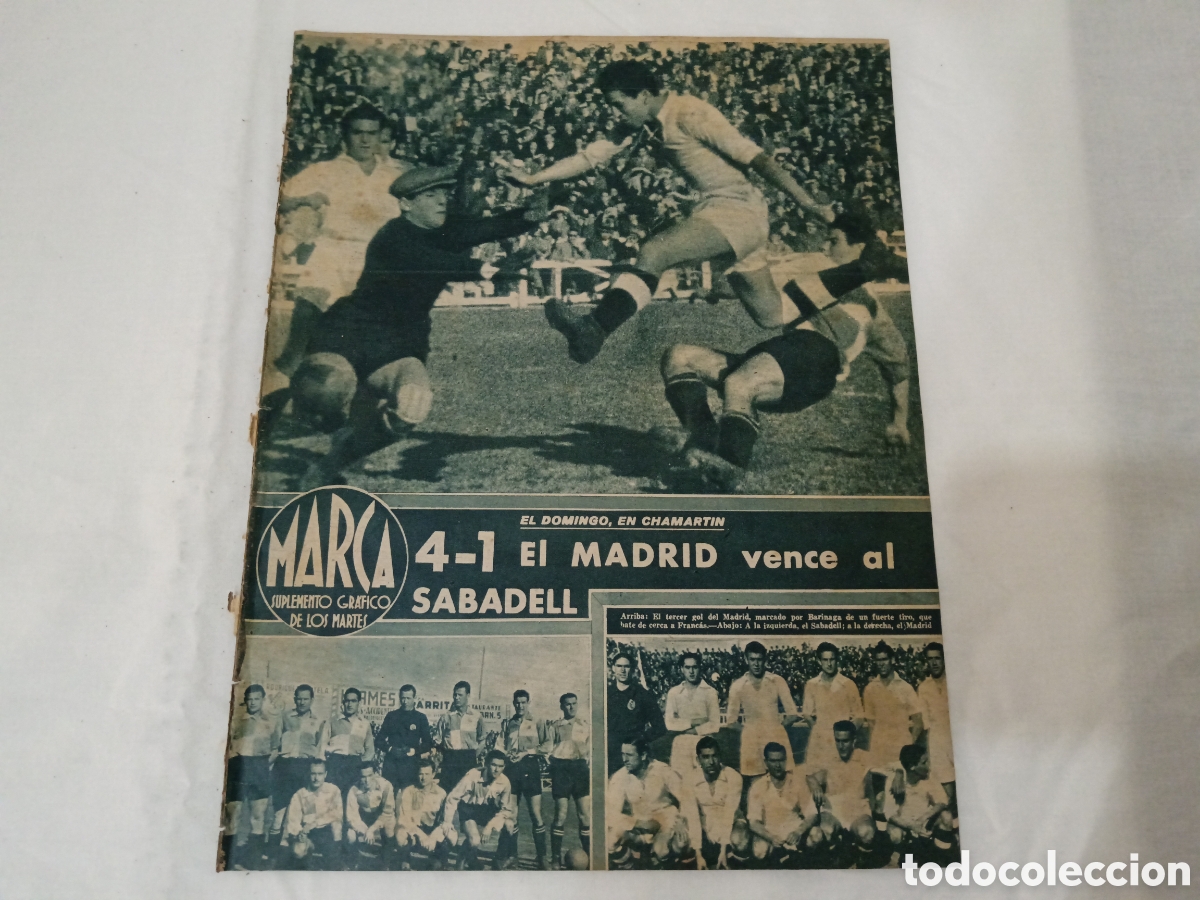 EL DOMINGO, EN CHAMARTIN
4-1 El MADRID vence al
SABADELL
MARCA
SUPLEMENTO GRÁFICO
DE LOS MARTES
Arriba: El tercer gol del Madrid, marcado por Barinaga de un fuerte tiro, que
bate de cerca a Francás.—Abajo: A la izquierda, el Sabadell; a la derecha, el Madrid
todocoleccion